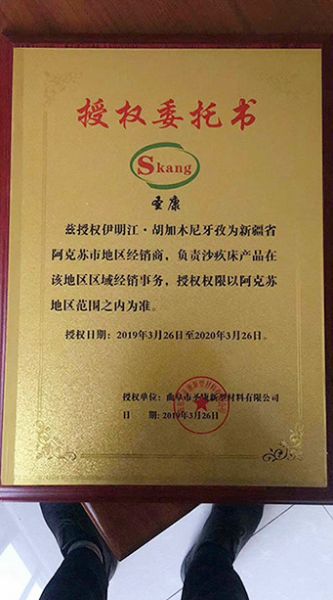 授权委托书
Skang
圣康
兹授权伊明江·胡加木尼牙孜为新疆省
阿克苏市地区经销商，负责沙疚床产品在
该地区区域经销事务，授权权限以阿克苏
地区范围之内为准。
授权日期：2019年3月26日至2020年3月26日。
授权单位：曲阜市圣康新型材料有限公司
日 期：2019年3月26日